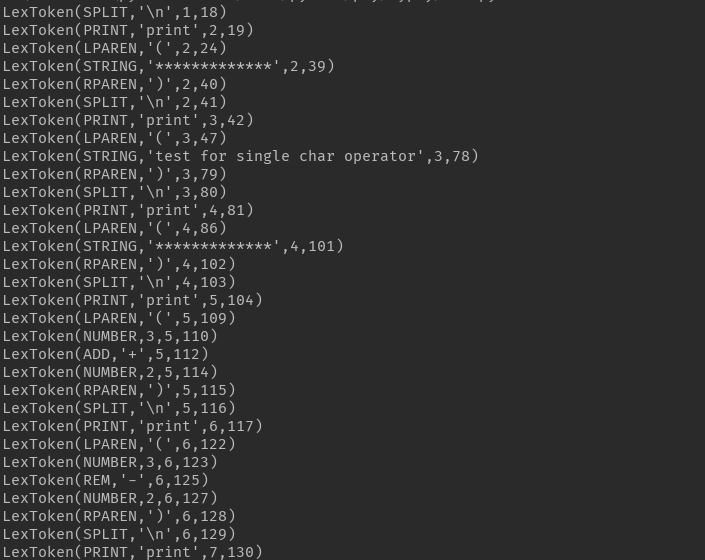 LexToken(SPLIT,'\n',1,18)
LexToken(PRINT,'print',2,19)
LexToken(LPAREN,'(',2,24)
LexToken(STRING,'*************',2,39)
LexToken(RPAREN,')',2,40)
LexToken(SPLIT,'\n',2,41)
LexToken(PRINT,'print',3,42)
LexToken(LPAREN,'(',3,47)
LexToken(STRING,'test for single char operator',3,78)
LexToken(RPAREN,')',3,79)
LexToken(SPLIT,'\n',3,80)
LexToken(PRINT,'print',4,81)
LexToken(LPAREN,'(',4,86)
LexToken(STRING,'*************',4,101)
LexToken(RPAREN,')',4,102)
LexToken(SPLIT,'\n',4,103)
LexToken(PRINT,'print',5,104)
LexToken(LPAREN,'(',5,109)
LexToken(NUMBER,3,5,110)
LexToken(ADD,'+',5,112)
LexToken(NUMBER,2,5,114)
LexToken(RPAREN,')',5,115)
LexToken(SPLIT,'\n',5,116)
LexToken(PRINT,'print',6,117)
LexToken(LPAREN,'(',6,122)
LexToken(NUMBER,3,6,123)
LexToken(REM,'-',6,125)
LexToken(NUMBER,2,6,127)
LexToken(RPAREN,')',6,128)
LexToken(SPLIT,'\n',6,129)
LexToken(PRINT,'print',7,130)